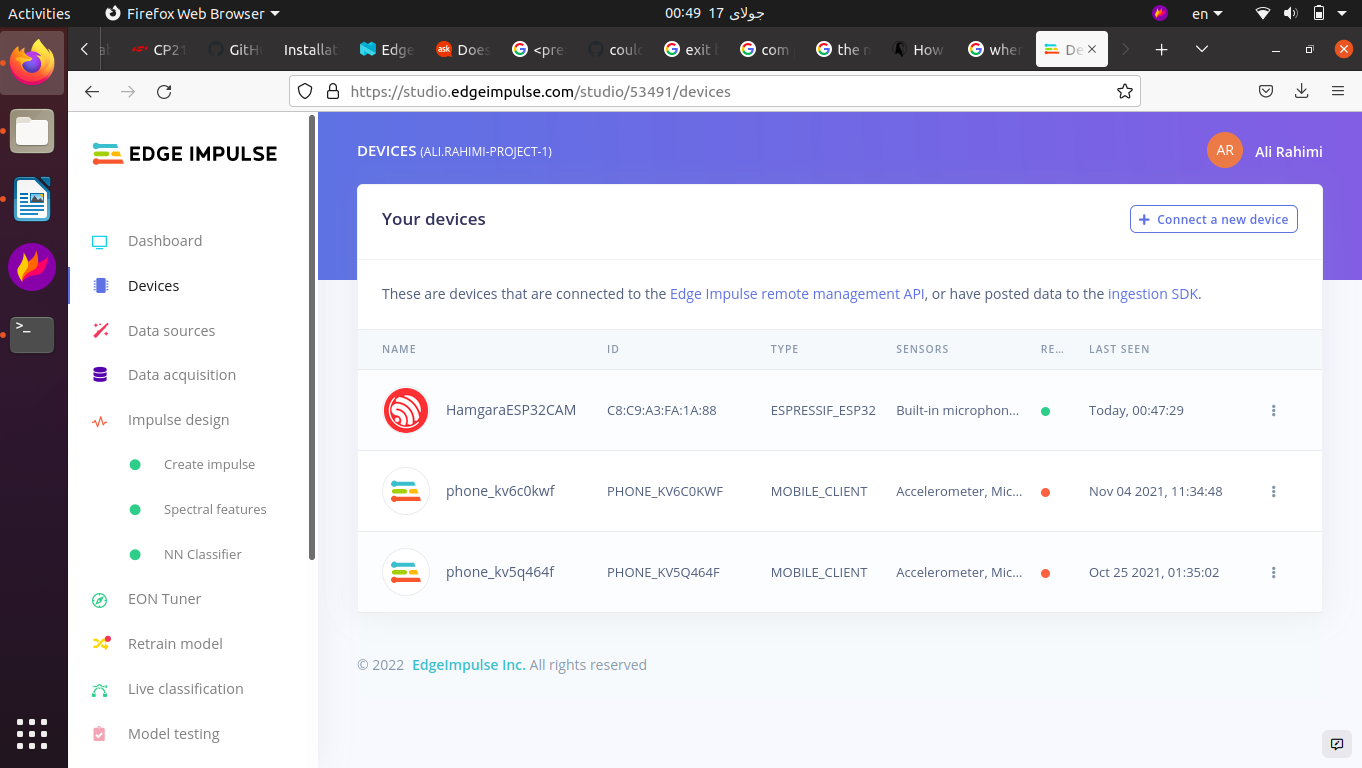 Activities
Firefox Web Browser
00:49 17 جولای
en
CP21
GitH
Installat
Edge
ask
Does
<pre
coul
exit
com
the n
How
wher
De
https://studio.edgeimpulse.com/studio/53491/devices
EDGE IMPULSE
Dashboard
Devices
Data sources
Data acquisition
Impulse design
Create impulse
Spectral features
NN Classifier
EON Tuner
Retrain model
Live classification
Model testing
DEVICES (ALI.RAHIMI-PROJECT-1)
AR
Ali Rahimi
Your devices
+ Connect a new device
These are devices that are connected to the Edge Impulse remote management API, or have posted data to the ingestion SDK.
NAME ID TYPE SENSORS RE... LAST SEEN
HamgaraESP32CAM C8:C9:A3:FA:1A:88 ESPRESSIF_ESP32 Built-in microphon... Today, 00:47:29
phone_kv6c0kwf PHONE_KV6C0KWF MOBILE_CLIENT Accelerometer, Mic... Nov 04 2021, 11:34:48
phone_kv5q464f PHONE_KV5Q464F MOBILE_CLIENT Accelerometer, Mic... Oct 25 2021, 01:35:02
© 2022 EdgeImpulse Inc. All rights reserved